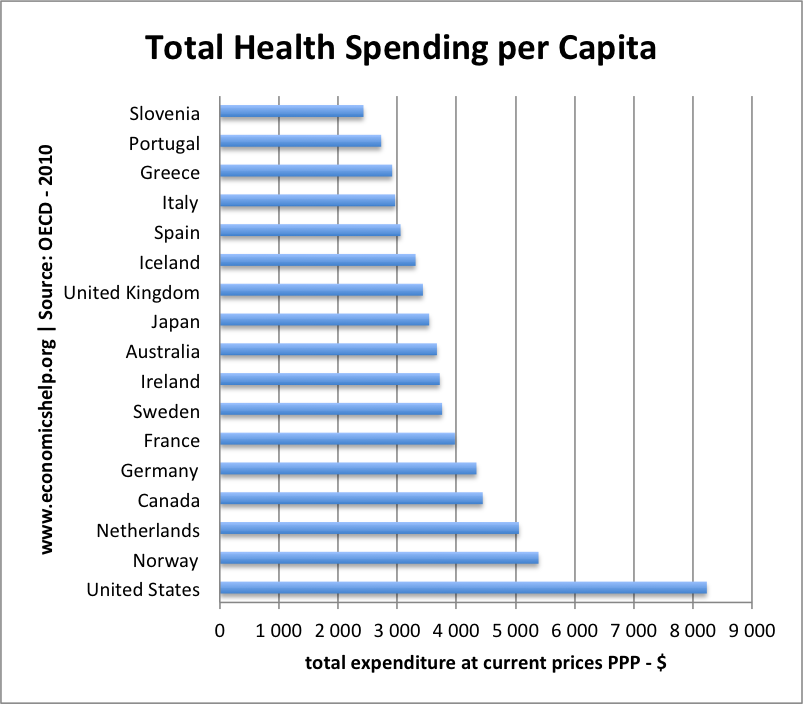 Total Health Spending per Capita
www.economicshelp.org | Source: OECD - 2010
Slovenia
Portugal
Greece
Italy
Spain
Iceland
United Kingdom
Japan
Australia
Ireland
Sweden
France
Germany
Canada
Netherlands
Norway
United States
0 1 000 2 000 3 000 4 000 5 000 6 000 7 000 8 000 9 000
total expenditure at current prices PPP - $